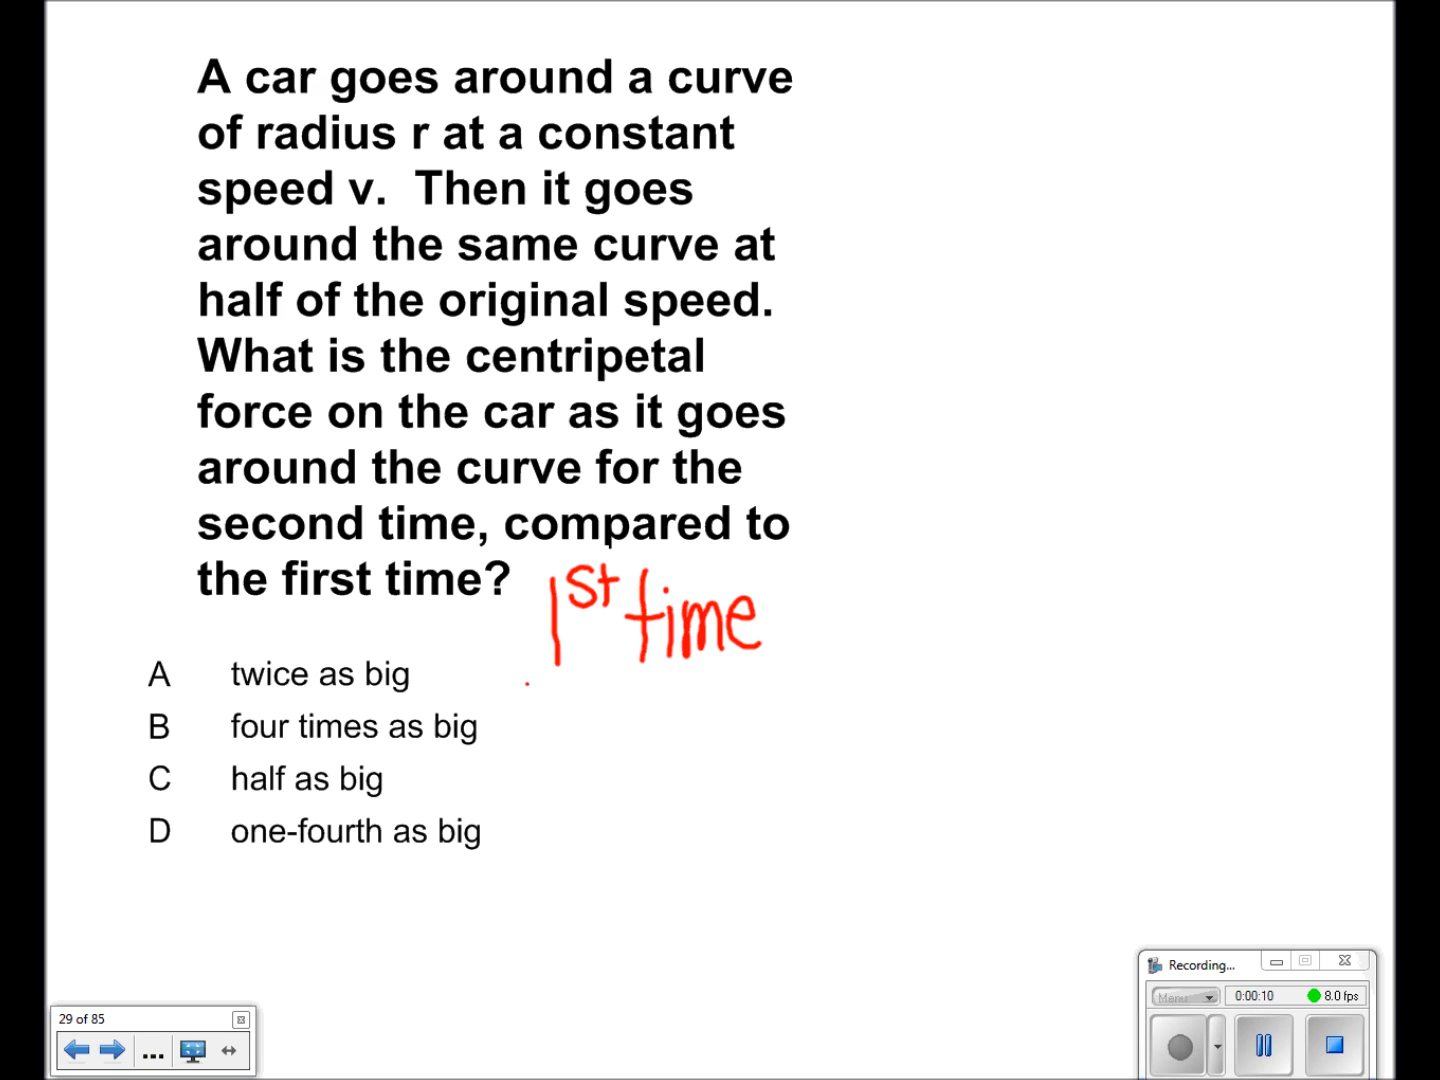 A car goes around a curve
of radius r at a constant
speed v.  Then it goes
around the same curve at
half of the original speed.
What is the centripetal
force on the car as it goes
around the curve for the
second time, compared to
the first time?
1st time
A twice as big
B four times as big
C half as big
D one-fourth as big
Recording...
Menu
0:00:10 8.0 fps
29 of 85
...